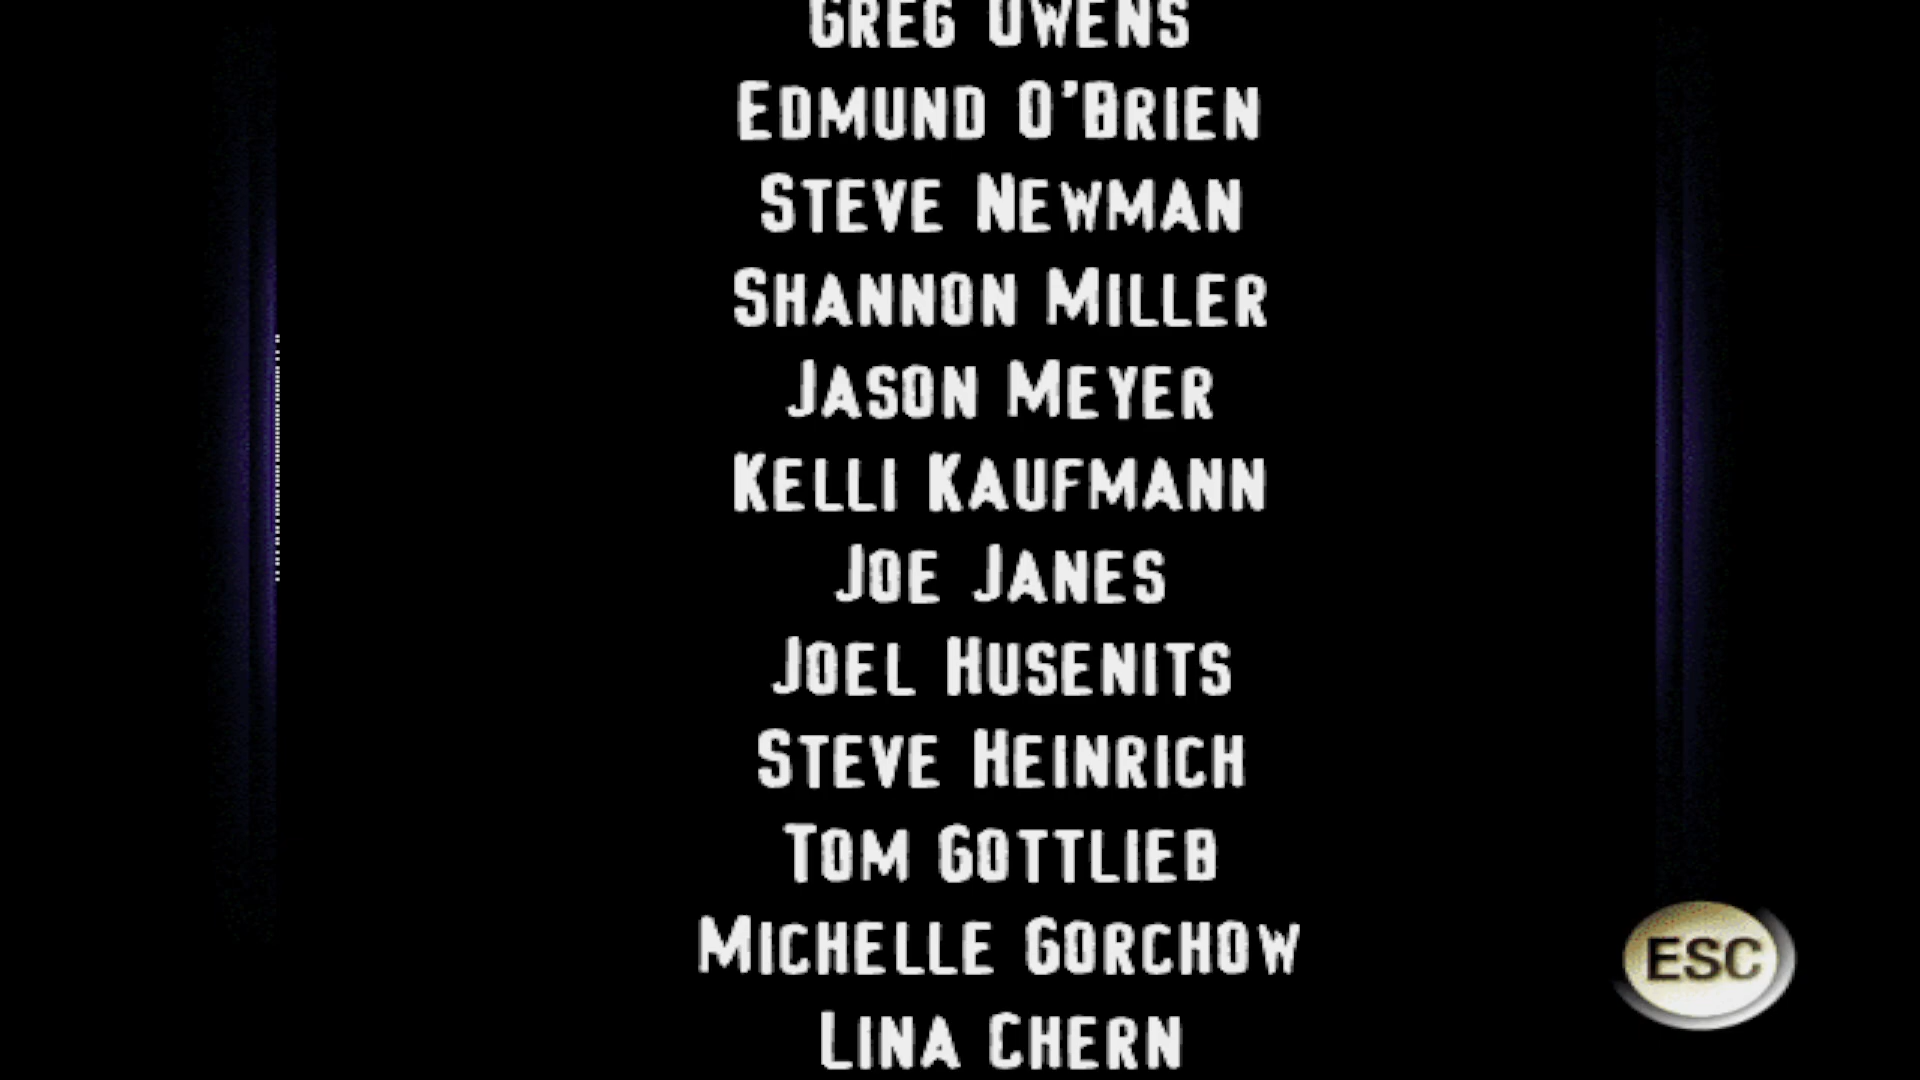 Greg Owens
Edmund O'Brien
Steve Newman
Shannon Miller
Jason Meyer
Kelli Kaufmann
Joe Janes
Joel Husenits
Steve Heinrich
Tom Gottlieb
Michelle Gorchow
ESC
Lina Chern